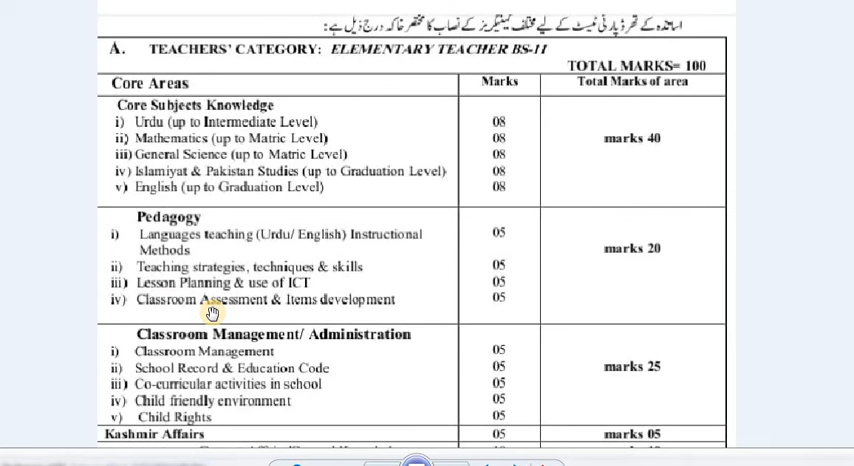 اساتذہ کے تھرڈ پارٹی ٹیسٹ کے لیے مختلف کیٹیگریز کے نصاب کا مختصر خاکہ درج ذیل ہے:
A. TEACHERS' CATEGORY: ELEMENTARY TEACHER BS-11
TOTAL MARKS= 100
Core Areas Marks Total Marks of area
Core Subjects Knowledge
i) Urdu (up to Intermediate Level) 08
ii) Mathematics (up to Matric Level) 08 marks 40
iii) General Science (up to Matric Level) 08
iv) Islamiyat & Pakistan Studies (up to Graduation Level) 08
v) English (up to Graduation Level) 08
Pedagogy
i) Languages teaching (Urdu/ English) Instructional 05
Methods marks 20
ii) Teaching strategies, techniques & skills 05
iii) Lesson Planning & use of ICT 05
iv) Classroom Assessment & Items development 05
Classroom Management/ Administration
i) Classroom Management 05
ii) School Record & Education Code 05 marks 25
iii) Co-curricular activities in school 05
iv) Child friendly environment 05
v) Child Rights 05
Kashmir Affairs 05 marks 05